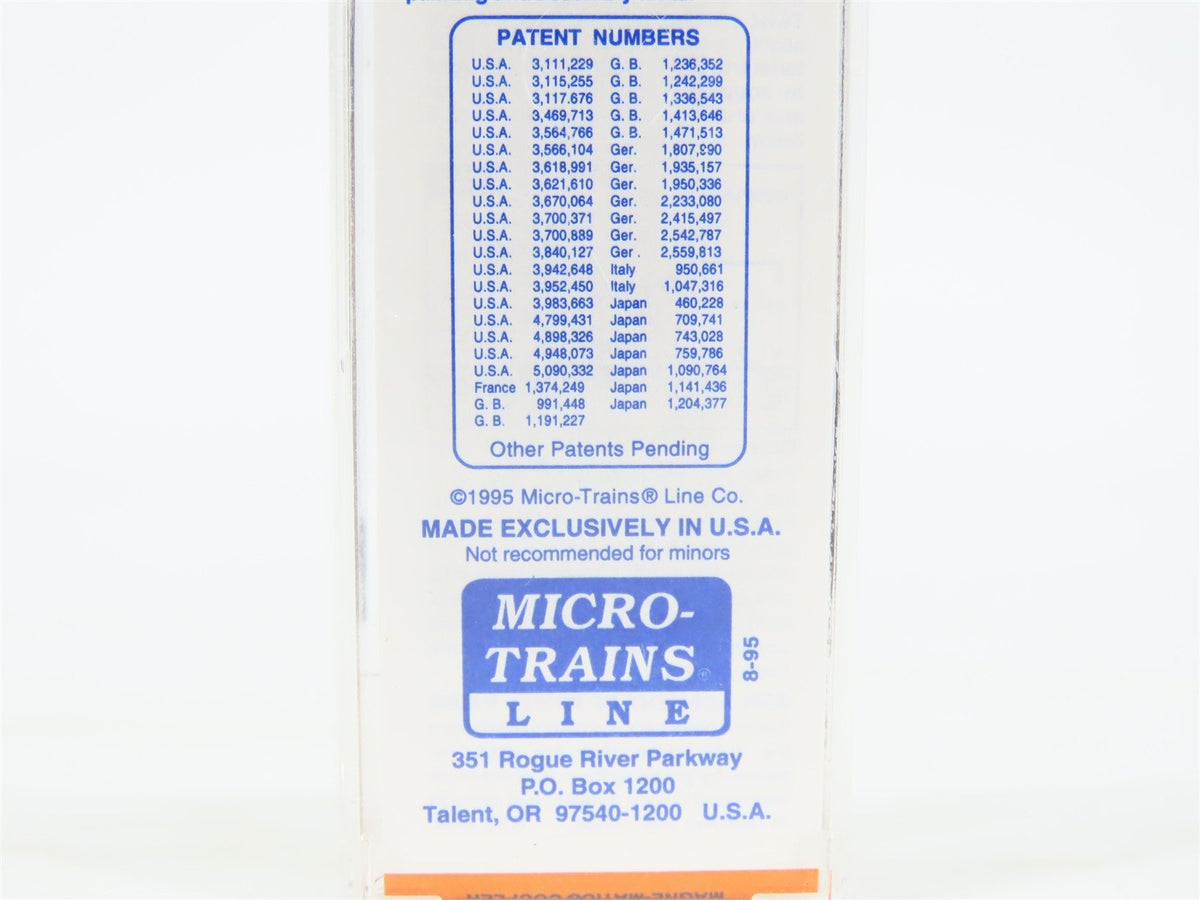 PATENT NUMBERS
U.S.A. 3,111,229 G. B. 1,236,352
U.S.A. 3,115,255 G. B. 1,242,299
U.S.A. 3,117.676 G. B. 1,336,543
U.S.A. 3,469,713 G. B. 1,413,646
U.S.A. 3,564,766 G. B. 1,471,513
U.S.A. 3,566,104 Ger. 1,807,990
U.S.A. 3,618,991 Ger. 1,935,157
U.S.A. 3,621,610 Ger. 1,950,336
U.S.A. 3,670,064 Ger. 2,233,080
U.S.A. 3,700,371 Ger. 2,415,497
U.S.A. 3,700,889 Ger. 2,542,787
U.S.A. 3,840,127 Ger . 2,559,813
U.S.A. 3,942,648 Italy 950,661
U.S.A. 3,952,450 Italy 1,047,316
U.S.A. 3,983,663 Japan 460,228
U.S.A. 4,799,431 Japan 709,741
U.S.A. 4,898,326 Japan 743,028
U.S.A. 4,948,073 Japan 759,786
U.S.A. 5,090,332 Japan 1,090,764
France 1,374,249 Japan 1,141,436
G. B. 991,448 Japan 1,204,377
G. B. 1,191,227
Other Patents Pending
©1995 Micro-Trains® Line Co.
MADE EXCLUSIVELY IN U.S.A.
Not recommended for minors
MICRO-
TRAINS®
LINE
8-95
351 Rogue River Parkway
P.O. Box 1200
Talent, OR 97540-1200 U.S.A.